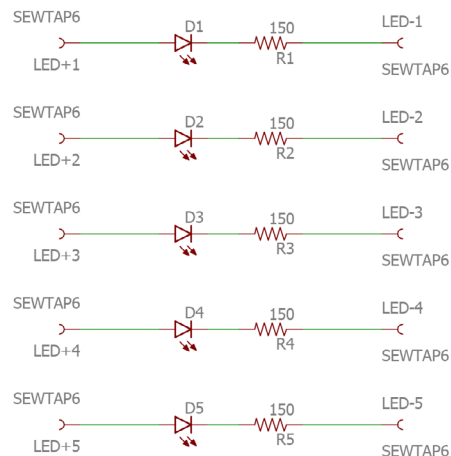 SEWTAP6 D1 150 LED-1
LED+1 R1 SEWTAP6
SEWTAP6 D2 150 LED-2
LED+2 R2 SEWTAP6
SEWTAP6 D3 150 LED-3
LED+3 R3 SEWTAP6
SEWTAP6 D4 150 LED-4
LED+4 R4 SEWTAP6
SEWTAP6 D5 150 LED-5
LED+5 R5 SEWTAP6